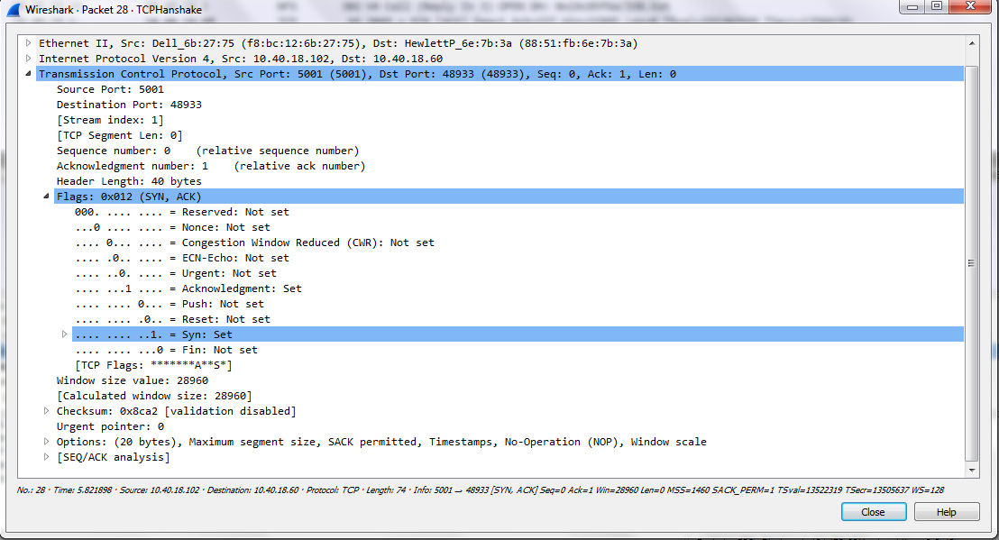 Wireshark · Packet 28 · TCPHanshake
Ethernet II, Src: Dell_6b:27:75 (f8:bc:12:6b:27:75), Dst: HewlettP_6e:7b:3a (88:51:fb:6e:7b:3a)
Internet Protocol Version 4, Src: 10.40.18.102, Dst: 10.40.18.60
Transmission Control Protocol, Src Port: 5001 (5001), Dst Port: 48933 (48933), Seq: 0, Ack: 1, Len: 0
Source Port: 5001
Destination Port: 48933
[Stream index: 1]
[TCP Segment Len: 0]
Sequence number: 0    (relative sequence number)
Acknowledgment number: 1    (relative ack number)
Header Length: 40 bytes
Flags: 0x012 (SYN, ACK)
000. .... .... = Reserved: Not set
...0 .... .... = Nonce: Not set
.... 0... .... = Congestion Window Reduced (CWR): Not set
.... .0.. .... = ECN-Echo: Not set
.... ..0. .... = Urgent: Not set
.... ...1 .... = Acknowledgment: Set
.... .... 0... = Push: Not set
.... .... .0.. = Reset: Not set
.... .... ..1. = Syn: Set
.... .... ...0 = Fin: Not set
[TCP Flags: *******A**S*]
Window size value: 28960
[Calculated window size: 28960]
Checksum: 0x8ca2 [validation disabled]
Urgent pointer: 0
Options: (20 bytes), Maximum segment size, SACK permitted, Timestamps, No-Operation (NOP), Window scale
[SEQ/ACK analysis]
No.: 28 · Time: 5.821898 · Source: 10.40.18.102 · Destination: 10.40.18.60 · Protocol: TCP · Length: 74 · Info: 5001 → 48933 [SYN, ACK] Seq=0 Ack=1 Win=28960 Len=0 MSS=1460 SACK_PERM=1 TSval=13522319 TSecr=13505637 WS=128
Close
Help